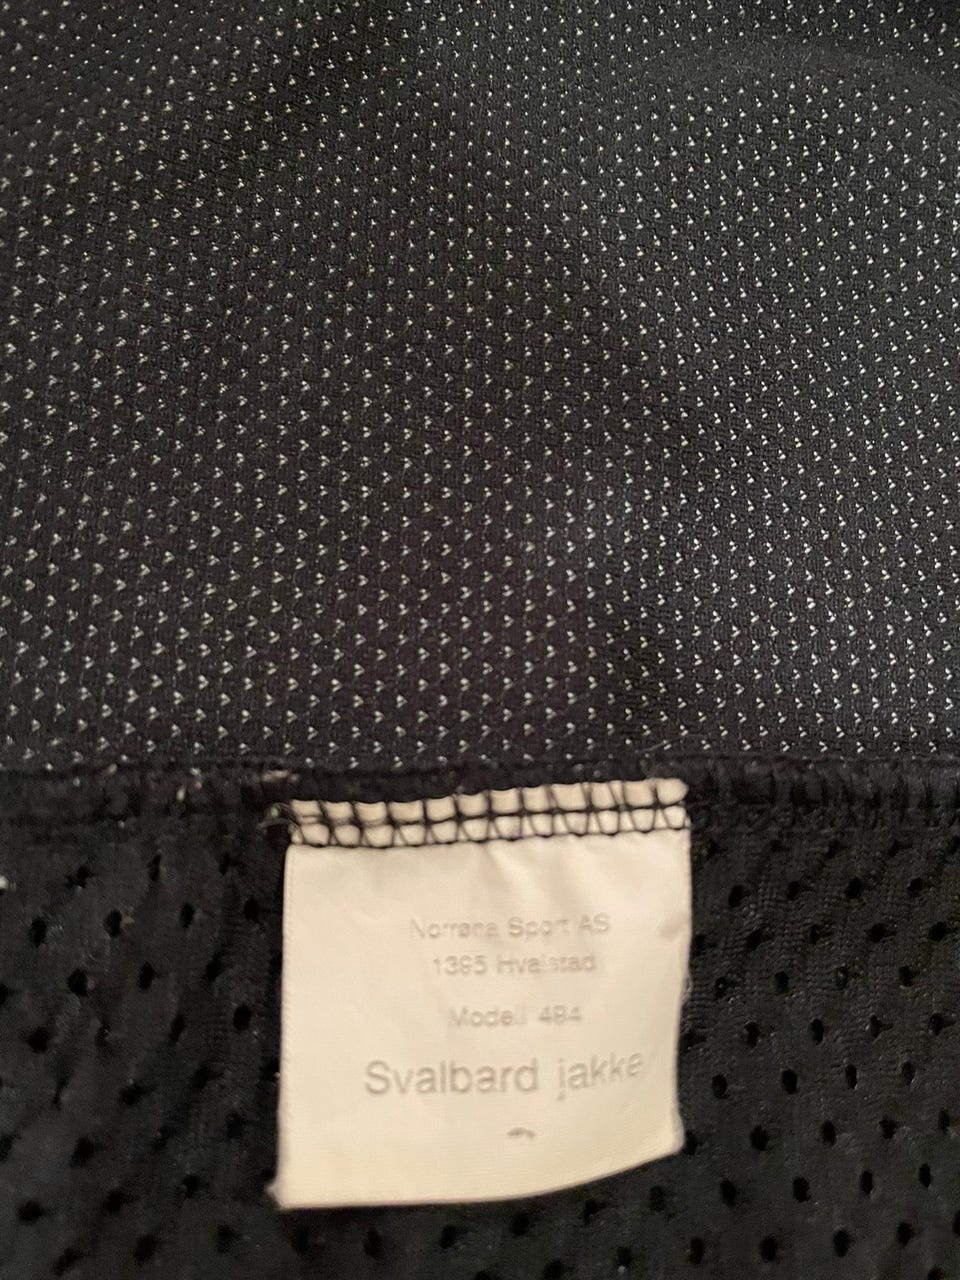 Norrøna Sport AS
1395 Hvalstad
Modell 484
Svalbard jakke